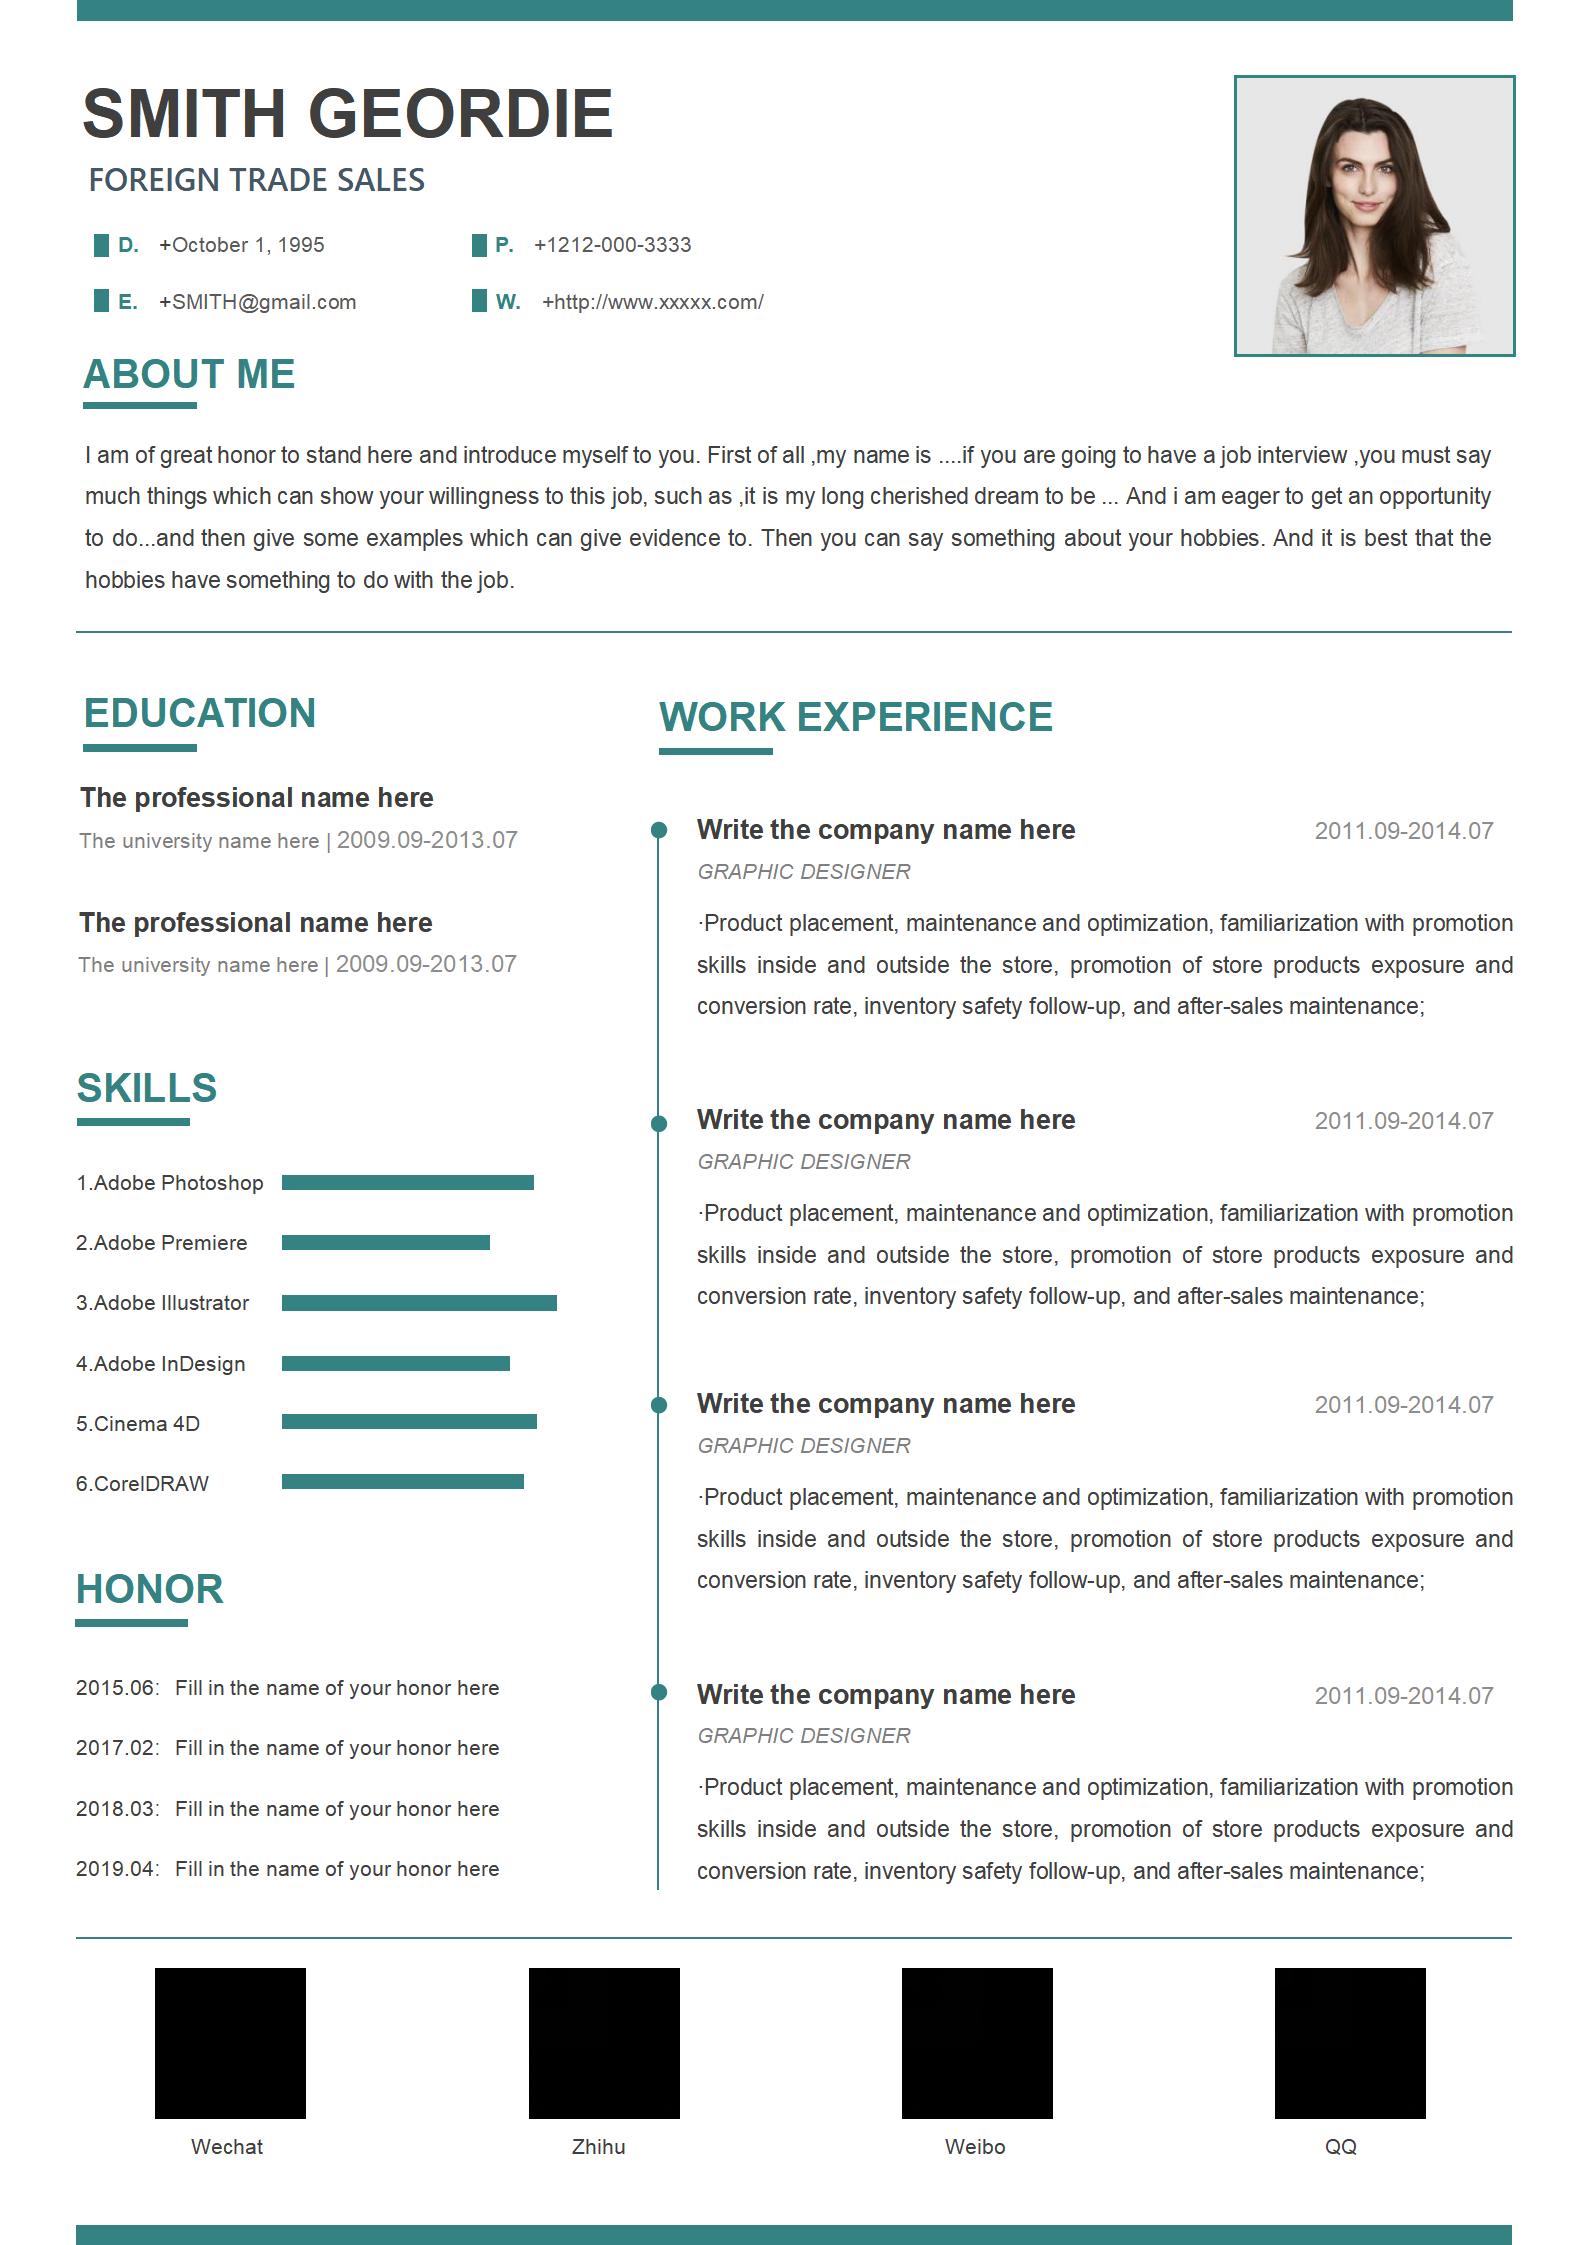 SMITH GEORDIE
FOREIGN TRADE SALES
D. +October 1, 1995
P. +1212-000-3333
E. +SMITH@gmail.com
W. +http://www.xxxxx.com/
ABOUT ME
I am of great honor to stand here and introduce myself to you. First of all ,my name is ....if you are going to have a job interview ,you must say
much things which can show your willingness to this job, such as ,it is my long cherished dream to be ... And i am eager to get an opportunity
to do...and then give some examples which can give evidence to. Then you can say something about your hobbies. And it is best that the
hobbies have something to do with the job.
EDUCATION
The professional name here
The university name here | 2009.09-2013.07
The professional name here
The university name here | 2009.09-2013.07
SKILLS
1.Adobe Photoshop
2.Adobe Premiere
3.Adobe Illustrator
4.Adobe InDesign
5.Cinema 4D
6.CorelDRAW
HONOR
2015.06: Fill in the name of your honor here
2017.02: Fill in the name of your honor here
2018.03: Fill in the name of your honor here
2019.04: Fill in the name of your honor here
WORK EXPERIENCE
Write the company name here 2011.09-2014.07
GRAPHIC DESIGNER
·Product placement, maintenance and optimization, familiarization with promotion
skills inside and outside the store, promotion of store products exposure and
conversion rate, inventory safety follow-up, and after-sales maintenance;
Write the company name here 2011.09-2014.07
GRAPHIC DESIGNER
·Product placement, maintenance and optimization, familiarization with promotion
skills inside and outside the store, promotion of store products exposure and
conversion rate, inventory safety follow-up, and after-sales maintenance;
Write the company name here 2011.09-2014.07
GRAPHIC DESIGNER
·Product placement, maintenance and optimization, familiarization with promotion
skills inside and outside the store, promotion of store products exposure and
conversion rate, inventory safety follow-up, and after-sales maintenance;
Write the company name here 2011.09-2014.07
GRAPHIC DESIGNER
·Product placement, maintenance and optimization, familiarization with promotion
skills inside and outside the store, promotion of store products exposure and
conversion rate, inventory safety follow-up, and after-sales maintenance;
Wechat
Zhihu
Weibo
QQ